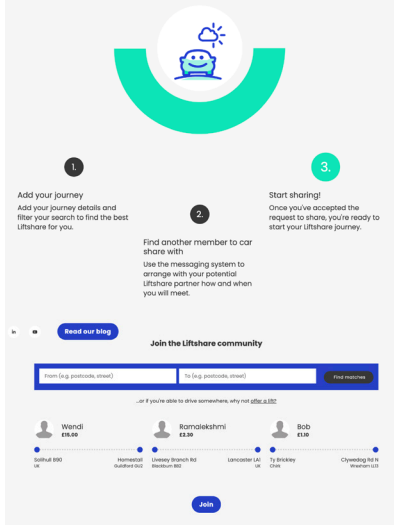 1.
Add your journey
Add your journey details and
filter your search to find the best
Liftshare for you.
2.
Find another member to car
share with
Use the messaging system to
arrange with your potential
Liftshare partner how and when
you will meet.
3.
Start sharing!
Once you've accepted the
request to share, you're ready to
start your Liftshare journey.
in
Read our blog
Join the Liftshare community
From (e.g. postcode, street)
To (e.g. postcode, street)
Find matches
...or if you're able to drive somewhere, why not offer a lift?
Wendi
£15.00
Solihull B90
UK
Homestall
Guildford GU2
Ramalekshmi
£2.30
Livesey Branch Rd
Blackburn BB2
Lancaster LA1
UK
Bob
£1.10
Ty Brickley
Chirk
Clywedog Rd N
Wrexham LL13
Join